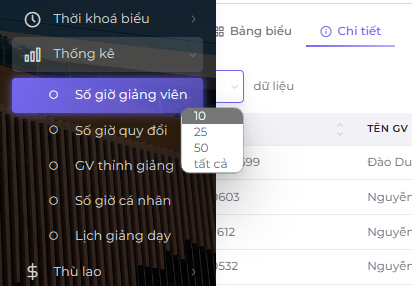 Thời khoá biểu
Bảng biểu
Chi tiết
Thống kê
Số giờ giảng viên
dữ liệu
10
25
50
tất cả
Số giờ quy đổi
TÊN GV
GV thỉnh giảng
599
Đào Du
Số giờ cá nhân
0603
Nguyễn
Lịch giảng dạy
612
Nguyễn
Thù lao
0532
Nguyễn